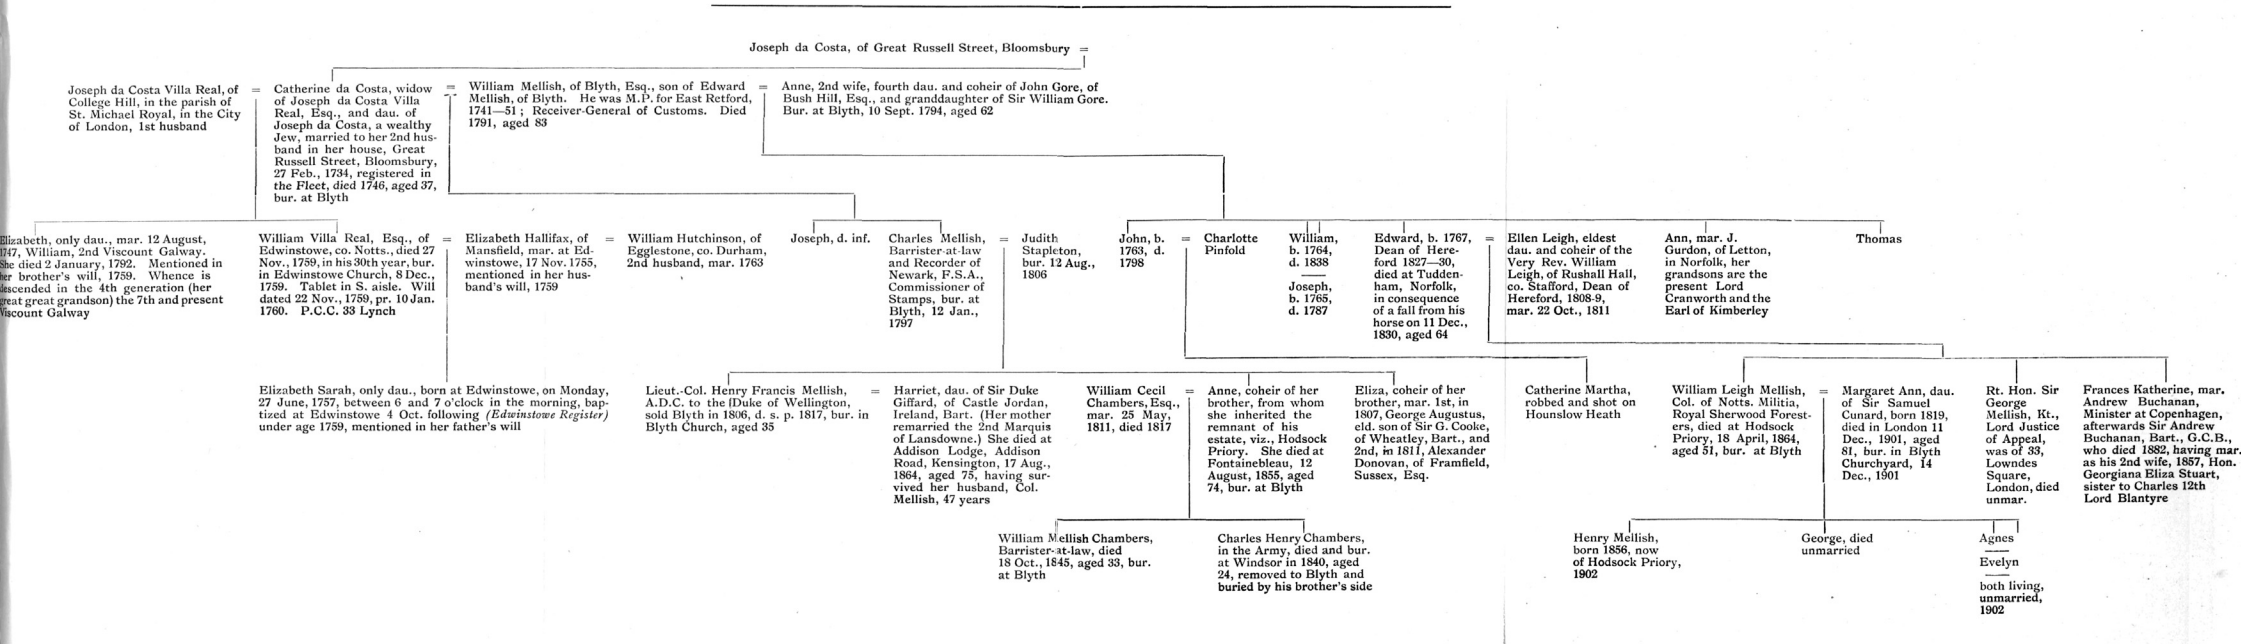 Joseph da Costa, of Great Russell Street, Bloomsbury =
Joseph da Costa Villa Real, of
College Hill, in the parish of
St. Michael Royal, in the City
of London, 1st husband
=
Catherine da Costa, widow
of Joseph da Costa Villa
Real, Esq., and dau. of
Joseph da Costa, a wealthy
Jew, married to her 2nd hus-
band in her house, Great
Russell Street, Bloomsbury,
27 Feb., 1734, registered in
the Fleet, died 1746, aged 37,
bur. at Blyth
=
William Mellish, of Blyth, Esq., son of Edward
Mellish, of Blyth. He was M.P. for East Retford,
1741—51 ; Receiver-General of Customs. Died
1791, aged 83
=
Anne, 2nd wife, fourth dau. and coheir of John Gore, of
Bush Hill, Esq., and granddaughter of Sir William Gore.
Bur. at Blyth, 10 Sept. 1794, aged 62
Elizabeth, only dau., mar. 12 August,
1747, William, 2nd Viscount Galway.
She died 2 January, 1792. Mentioned in
her brother's will, 1759. Whence is
descended in the 4th generation (her
great great grandson) the 7th and present
Viscount Galway
William Villa Real, Esq., of
Edwinstowe, co. Notts., died 27
Nov., 1759, in his 30th year, bur.
in Edwinstowe Church, 8 Dec.,
1759. Tablet in S. aisle. Will
dated 22 Nov., 1759, pr. 10 Jan.
1760. P.C.C. 33 Lynch
=
Elizabeth Hallifax, of
Mansfield, mar. at Ed-
winstowe, 17 Nov. 1755,
mentioned in her hus-
band's will, 1759
=
William Hutchinson, of
Egglestone, co. Durham,
2nd husband, mar. 1763
Joseph, d. inf.
Charles Mellish,
Barrister-at-law
and Recorder of
Newark, F.S.A.,
Commissioner of
Stamps, bur. at
Blyth, 12 Jan.,
1797
=
Judith
Stapleton,
bur. 12 Aug.,
1806
John, b.
1763, d.
1798
=
Charlotte
Pinfold
William,
b. 1764,
d. 1838
Joseph,
b. 1765,
d. 1787
Edward, b. 1767,
Dean of Here-
ford 1827—30,
died at Tudden-
ham, Norfolk,
in consequence
of a fall from his
horse on 11 Dec.,
1830, aged 64
=
Ellen Leigh, eldest
dau. and coheir of the
Very Rev. William
Leigh, of Rushall Hall,
co. Stafford, Dean of
Hereford, 1808-9,
mar. 22 Oct., 1811
Ann, mar. J.
Gurdon, of Letton,
in Norfolk, her
grandsons are the
present Lord
Cranworth and the
Earl of Kimberley
Thomas
Elizabeth Sarah, only dau., born at Edwinstowe, on Monday,
27 June, 1757, between 6 and 7 o'clock in the morning, bap-
tized at Edwinstowe 4 Oct. following (Edwinstowe Register)
under age 1759, mentioned in her father's will
Lieut.-Col. Henry Francis Mellish,
A.D.C. to the Duke of Wellington,
sold Blyth in 1806, d. s. p. 1817, bur. in
Blyth Church, aged 35
=
Harriet, dau. of Sir Duke
Giffard, of Castle Jordan,
Ireland, Bart. (Her mother
remarried the 2nd Marquis
of Lansdowne.) She died at
Addison Lodge, Addison
Road, Kensington, 17 Aug.,
1864, aged 75, having sur-
vived her husband, Col.
Mellish, 47 years
William Cecil
Chambers, Esq.,
mar. 25 May,
1811, died 1817
=
Anne, coheir of her
brother, from whom
she inherited the
remnant of his
estate, viz., Hodsock
Priory. She died at
Fontainebleau, 12
August, 1855, aged
74, bur. at Blyth
Eliza, coheir of her
brother, mar. 1st, in
1807, George Augustus,
eld. son of Sir G. Cooke,
of Wheatley, Bart., and
2nd, in 1811, Alexander
Donovan, of Framfield,
Sussex, Esq.
Catherine Martha,
robbed and shot on
Hounslow Heath
William Leigh Mellish,
Col. of Notts. Militia,
Royal Sherwood Forest-
ers, died at Hodsock
Priory, 18 April, 1864,
aged 51, bur. at Blyth
=
Margaret Ann, dau.
of Sir Samuel
Cunard, born 1819,
died in London 11
Dec., 1901, aged
81, bur. in Blyth
Churchyard, 14
Dec., 1901
Rt. Hon. Sir
George
Mellish, Kt.,
Lord Justice
of Appeal,
was of 33,
Lowndes
Square,
London, died
unmar.
Frances Katherine, mar.
Andrew Buchanan,
Minister at Copenhagen,
afterwards Sir Andrew
Buchanan, Bart., G.C.B.,
who died 1882, having mar.
as his 2nd wife, 1857, Hon.
Georgiana Eliza Stuart,
sister to Charles 12th
Lord Blantyre
William Mellish Chambers,
Barrister-at-law, died
18 Oct., 1845, aged 33, bur.
at Blyth
Charles Henry Chambers,
in the Army, died and bur.
at Windsor in 1840, aged
24, removed to Blyth and
buried by his brother's side
Henry Mellish,
born 1856, now
of Hodsock Priory,
1902
George, died
unmarried
Agnes
Evelyn
both living,
unmarried,
1902